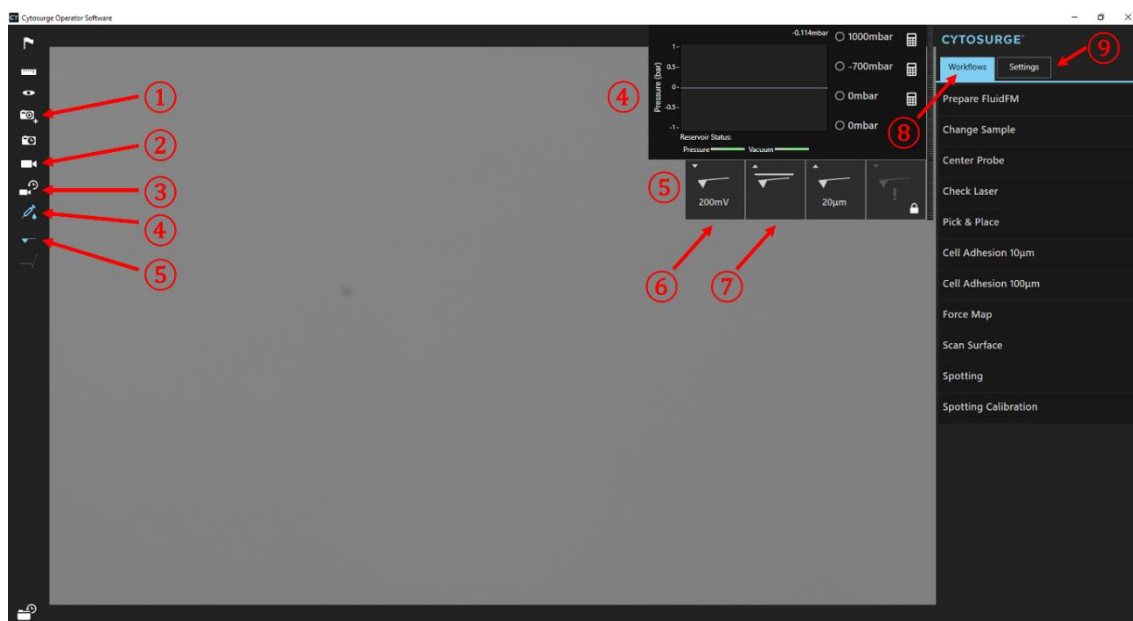 CY Cytosurge Operator Software
-0.114mbar
Pressure (bar)
1-
0.5-
0-
-0.5-
-1-
1000mbar
-700mbar
0mbar
0mbar
Reservoir Status:
Pressure
Vacuum
200mV
20µm
CYTOSURGE
Workflows
Settings
Prepare FluidFM
Change Sample
Center Probe
Check Laser
Pick & Place
Cell Adhesion 10µm
Cell Adhesion 100µm
Force Map
Scan Surface
Spotting
Spotting Calibration
①
②
③
④
⑤
④
⑤
⑥
⑦
⑧
⑨